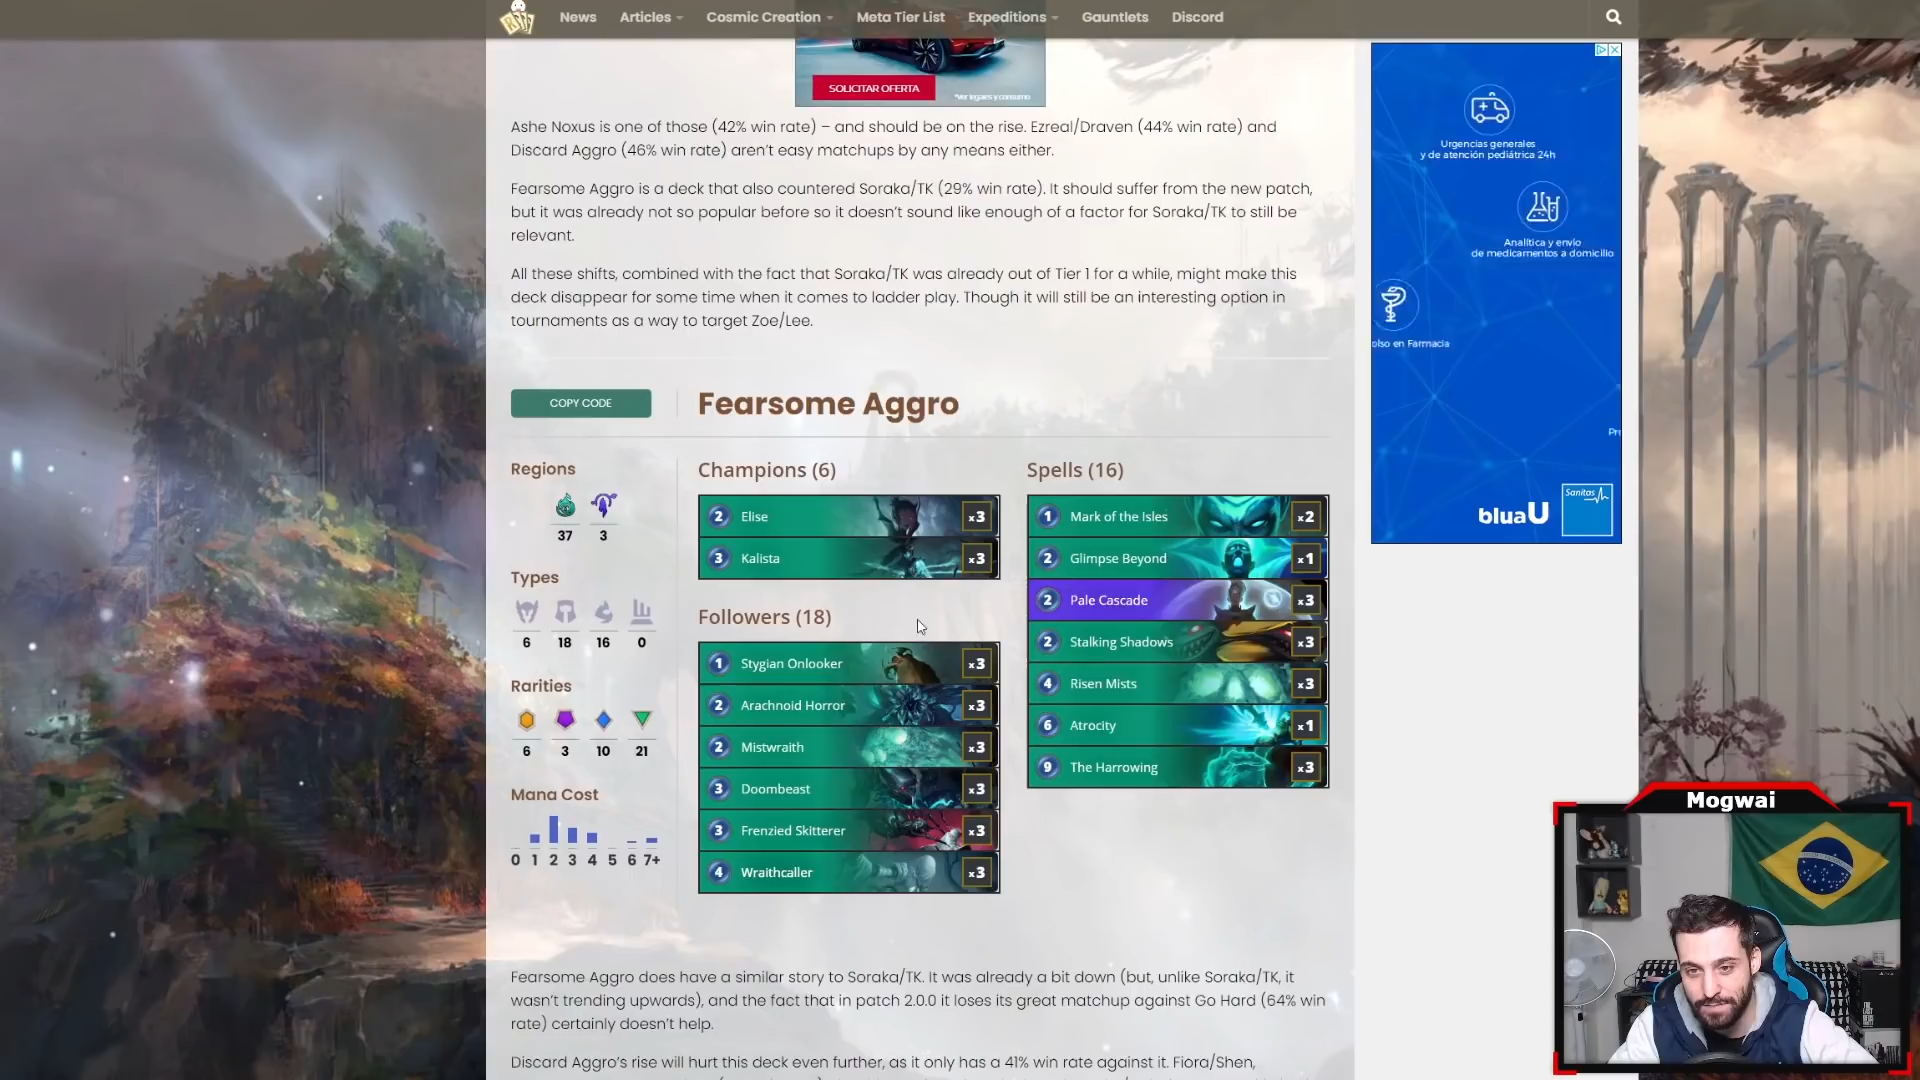 News Articles Cosmic Creation Meta Tier List Expeditions Gauntlets Discord
SOLICITAR OFERTA
*Ver legales y consumo
Ashe Noxus is one of those (42% win rate) – and should be on the rise. Ezreal/Draven (44% win rate) and
Discard Aggro (46% win rate) aren't easy matchups by any means either.
Fearsome Aggro is a deck that also countered Soraka/TK (29% win rate). It should suffer from the new patch,
but it was already not so popular before so it doesn't sound like enough of a factor for Soraka/TK to still be
relevant.
All these shifts, combined with the fact that Soraka/TK was already out of Tier 1 for a while, might make this
deck disappear for some time when it comes to ladder play. Though it will still be an interesting option in
tournaments as a way to target Zoe/Lee.
COPY CODE
Fearsome Aggro
Regions
37 3
Types
6 18 16 0
Rarities
6 3 10 21
Mana Cost
0 1 2 3 4 5 6 7+
Champions (6)
2 Elise x3
3 Kalista x3
Followers (18)
1 Stygian Onlooker x3
2 Arachnoid Horror x3
2 Mistwraith x3
3 Doombeast x3
3 Frenzied Skitterer x3
4 Wraithcaller x3
Spells (16)
1 Mark of the Isles x2
2 Glimpse Beyond x1
2 Pale Cascade x3
2 Stalking Shadows x3
4 Risen Mists x3
6 Atrocity x1
9 The Harrowing x3
Fearsome Aggro does have a similar story to Soraka/TK. It was already a bit down (but, unlike Soraka/TK, it
wasn't trending upwards), and the fact that in patch 2.0.0 it loses its great matchup against Go Hard (64% win
rate) certainly doesn't help.
Discard Aggro's rise will hurt this deck even further, as it only has a 41% win rate against it. Fiora/Shen,
Urgencias generales
y de atención pediátrica 24h
Analítica y envío
de medicamentos a domicilio
olso en Farmacia
Pr
bluaU
Sanitas
Mogwai